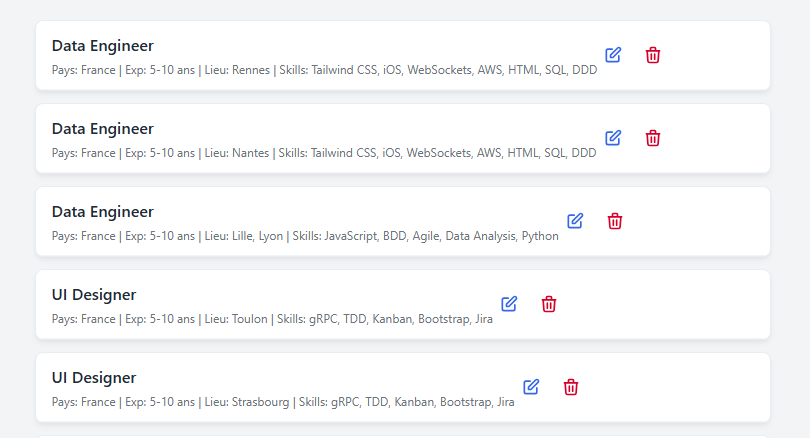 Data Engineer
Pays: France | Exp: 5-10 ans | Lieu: Rennes | Skills: Tailwind CSS, iOS, WebSockets, AWS, HTML, SQL, DDD
Data Engineer
Pays: France | Exp: 5-10 ans | Lieu: Nantes | Skills: Tailwind CSS, iOS, WebSockets, AWS, HTML, SQL, DDD
Data Engineer
Pays: France | Exp: 5-10 ans | Lieu: Lille, Lyon | Skills: JavaScript, BDD, Agile, Data Analysis, Python
UI Designer
Pays: France | Exp: 5-10 ans | Lieu: Toulon | Skills: gRPC, TDD, Kanban, Bootstrap, Jira
UI Designer
Pays: France | Exp: 5-10 ans | Lieu: Strasbourg | Skills: gRPC, TDD, Kanban, Bootstrap, Jira